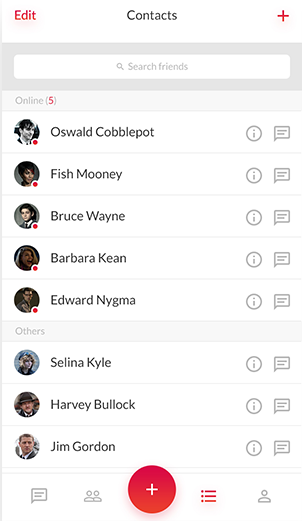 Edit Contacts +
Search friends
Online (5)
Oswald Cobblepot
Fish Mooney
Bruce Wayne
Barbara Kean
Edward Nygma
Others
Selina Kyle
Harvey Bullock
Jim Gordon